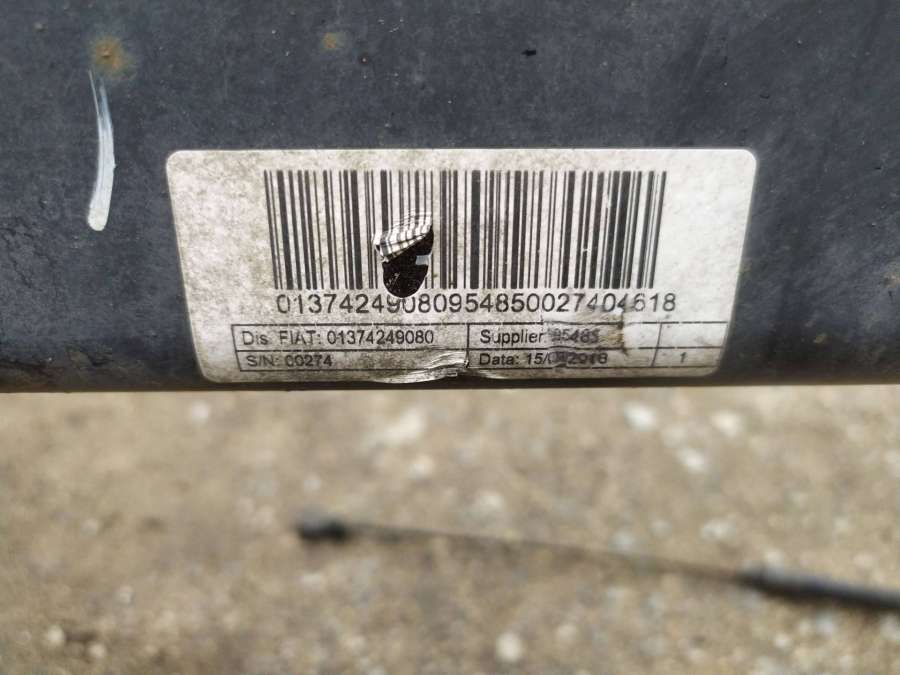 01374249080954850027404618
Dis. FIAT: 01374249080
Supplier:
S/N: 00274
Data:
1